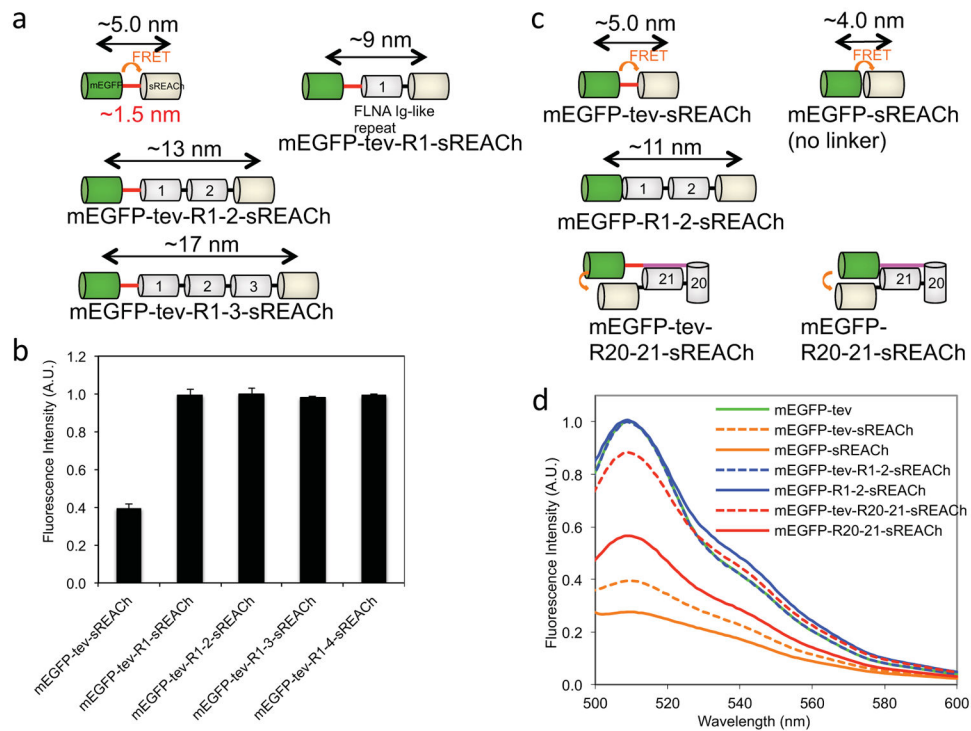 a
~5.0 nm
FRET
mEGFP
sREACh
~1.5 nm
~9 nm
1
FLNA Ig-like
repeat
mEGFP-tev-R1-sREACh
~13 nm
1 2
mEGFP-tev-R1-2-sREACh
~17 nm
1 2 3
mEGFP-tev-R1-3-sREACh
b
Fluorescence Intensity (A.U.)
1.2
1.0
0.8
0.6
0.4
0.2
0.0
mEGFP-tev-sREACh
mEGFP-tev-R1-sREACh
mEGFP-tev-R1-2-sREACh
mEGFP-tev-R1-3-sREACh
mEGFP-tev-R1-4-sREACh
c
~5.0 nm
FRET
mEGFP-tev-sREACh
~4.0 nm
FRET
mEGFP-sREACh
(no linker)
~11 nm
1 2
mEGFP-R1-2-sREACh
21
20
mEGFP-tev-
R20-21-sREACh
21
20
mEGFP-
R20-21-sREACh
d
Fluorescence Intensity (A.U.)
1.0
0.8
0.6
0.4
0.2
0.0
mEGFP-tev
mEGFP-tev-sREACh
mEGFP-sREACh
mEGFP-tev-R1-2-sREACh
mEGFP-R1-2-sREACh
mEGFP-tev-R20-21-sREACh
mEGFP-R20-21-sREACh
500 520 540 560 580 600
Wavelength (nm)